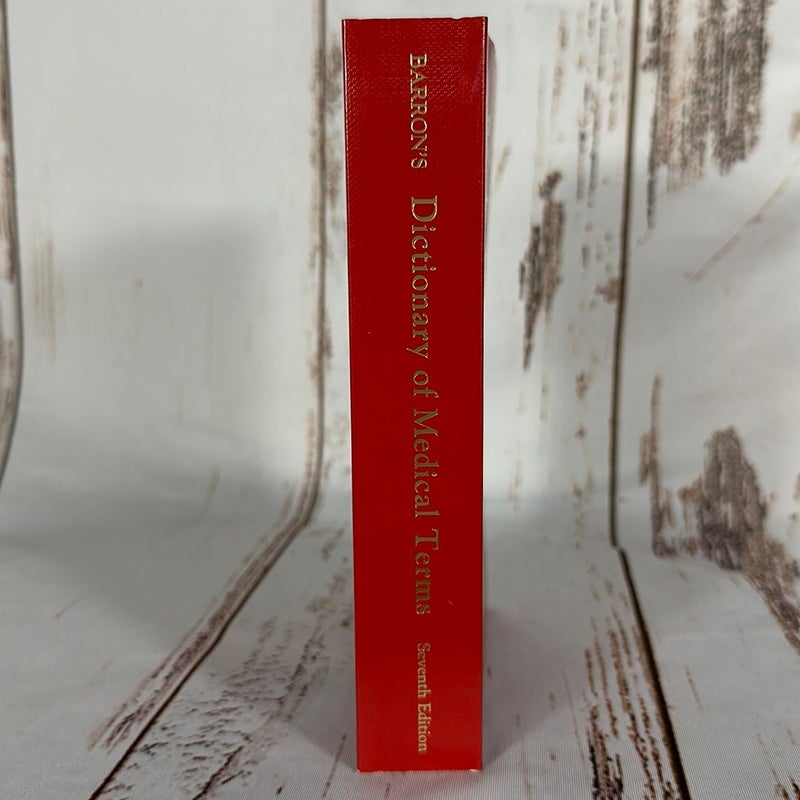 BARRON'S Dictionary of Medical Terms Seventh Edition